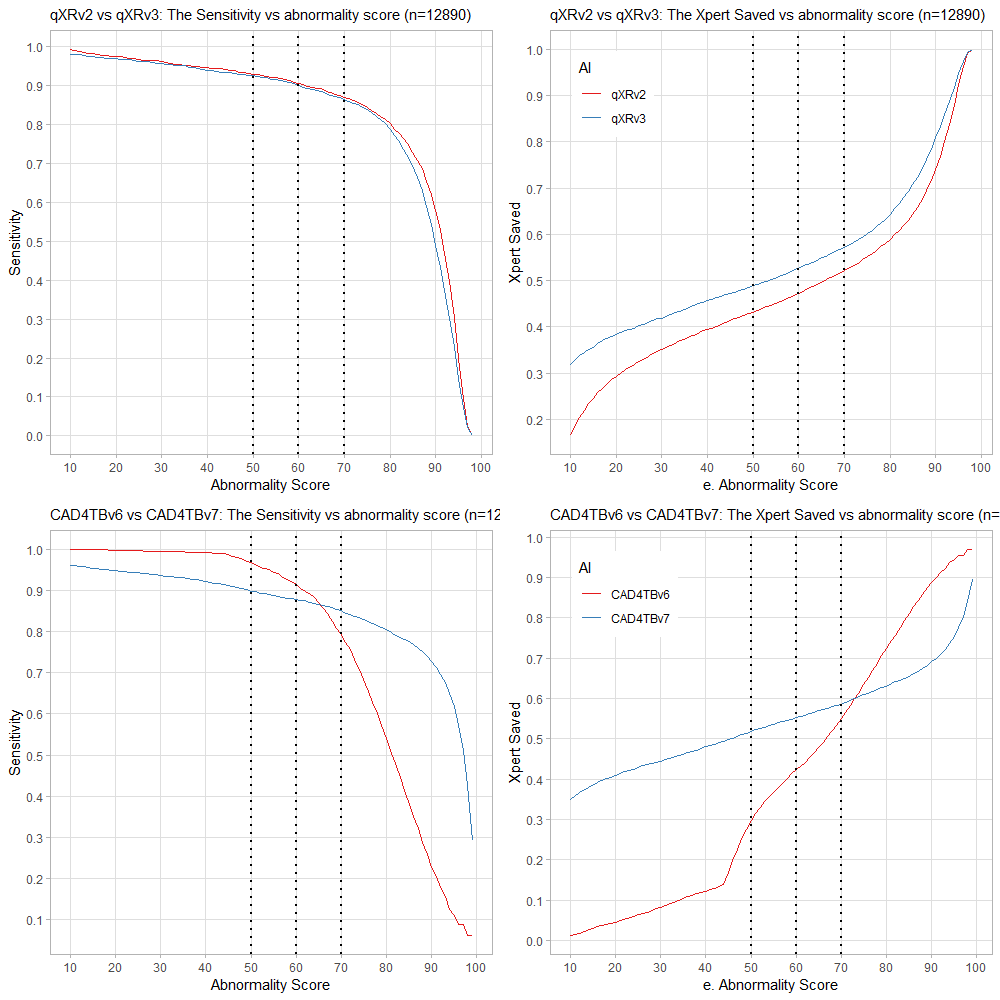 qXRv2 vs qXRv3: The Sensitivity vs abnormality score (n=12890)
Sensitivity
1.0
0.9
0.8
0.7
0.6
0.5
0.4
0.3
0.2
0.1
0.0
10 20 30 40 50 60 70 80 90 100
Abnormality Score
qXRv2 vs qXRv3: The Xpert Saved vs abnormality score (n=12890)
Xpert Saved
1.0
0.9
0.8
0.7
0.6
0.5
0.4
0.3
0.2
AI
qXRv2
qXRv3
10 20 30 40 50 60 70 80 90 100
e. Abnormality Score
CAD4TBv6 vs CAD4TBv7: The Sensitivity vs abnormality score (n=12
Sensitivity
1.0
0.9
0.8
0.7
0.6
0.5
0.4
0.3
0.2
0.1
10 20 30 40 50 60 70 80 90 100
Abnormality Score
CAD4TBv6 vs CAD4TBv7: The Xpert Saved vs abnormality score (n=
Xpert Saved
1.0
0.9
0.8
0.7
0.6
0.5
0.4
0.3
0.2
0.1
0.0
AI
CAD4TBv6
CAD4TBv7
10 20 30 40 50 60 70 80 90 100
e. Abnormality Score